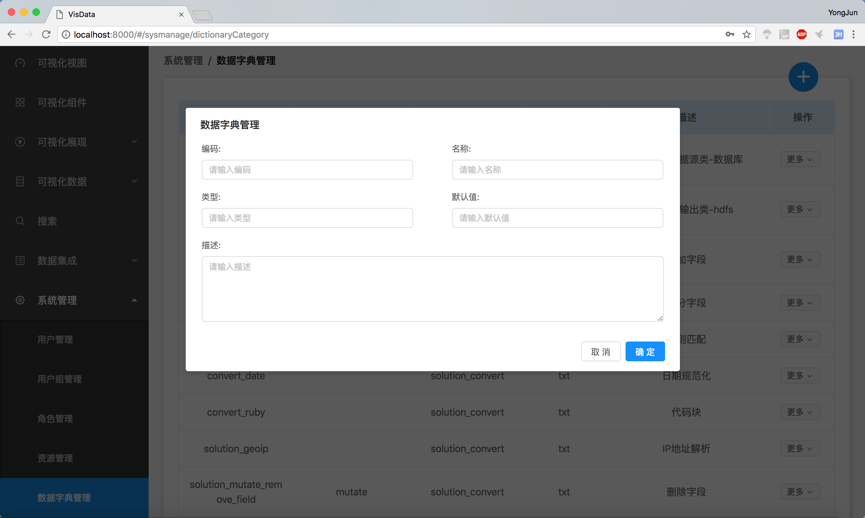 VisData
YongJun
localhost:8000/#/sysmanage/dictionaryCategory
ABP
JH
可视化视图
可视化组件
可视化展现
可视化数据
搜索
数据集成
系统管理
用户管理
用户组管理
角色管理
资源管理
数据字典管理
系统管理 / 数据字典管理
描述
操作
据源类-数据库
更多
输出类-hdfs
更多
加字段
更多
分字段
更多
则匹配
更多
数据字典管理
编码:
名称:
请输入编码
请输入名称
类型:
默认值:
请输入类型
请输入默认值
描述:
请输入描述
取 消
确 定
convert_date
solution_convert
txt
日期规范化
更多
convert_ruby
solution_convert
txt
代码块
更多
solution_geoip
solution_convert
txt
IP地址解析
更多
solution_mutate_rem
ove_field
mutate
solution_convert
txt
删除字段
更多